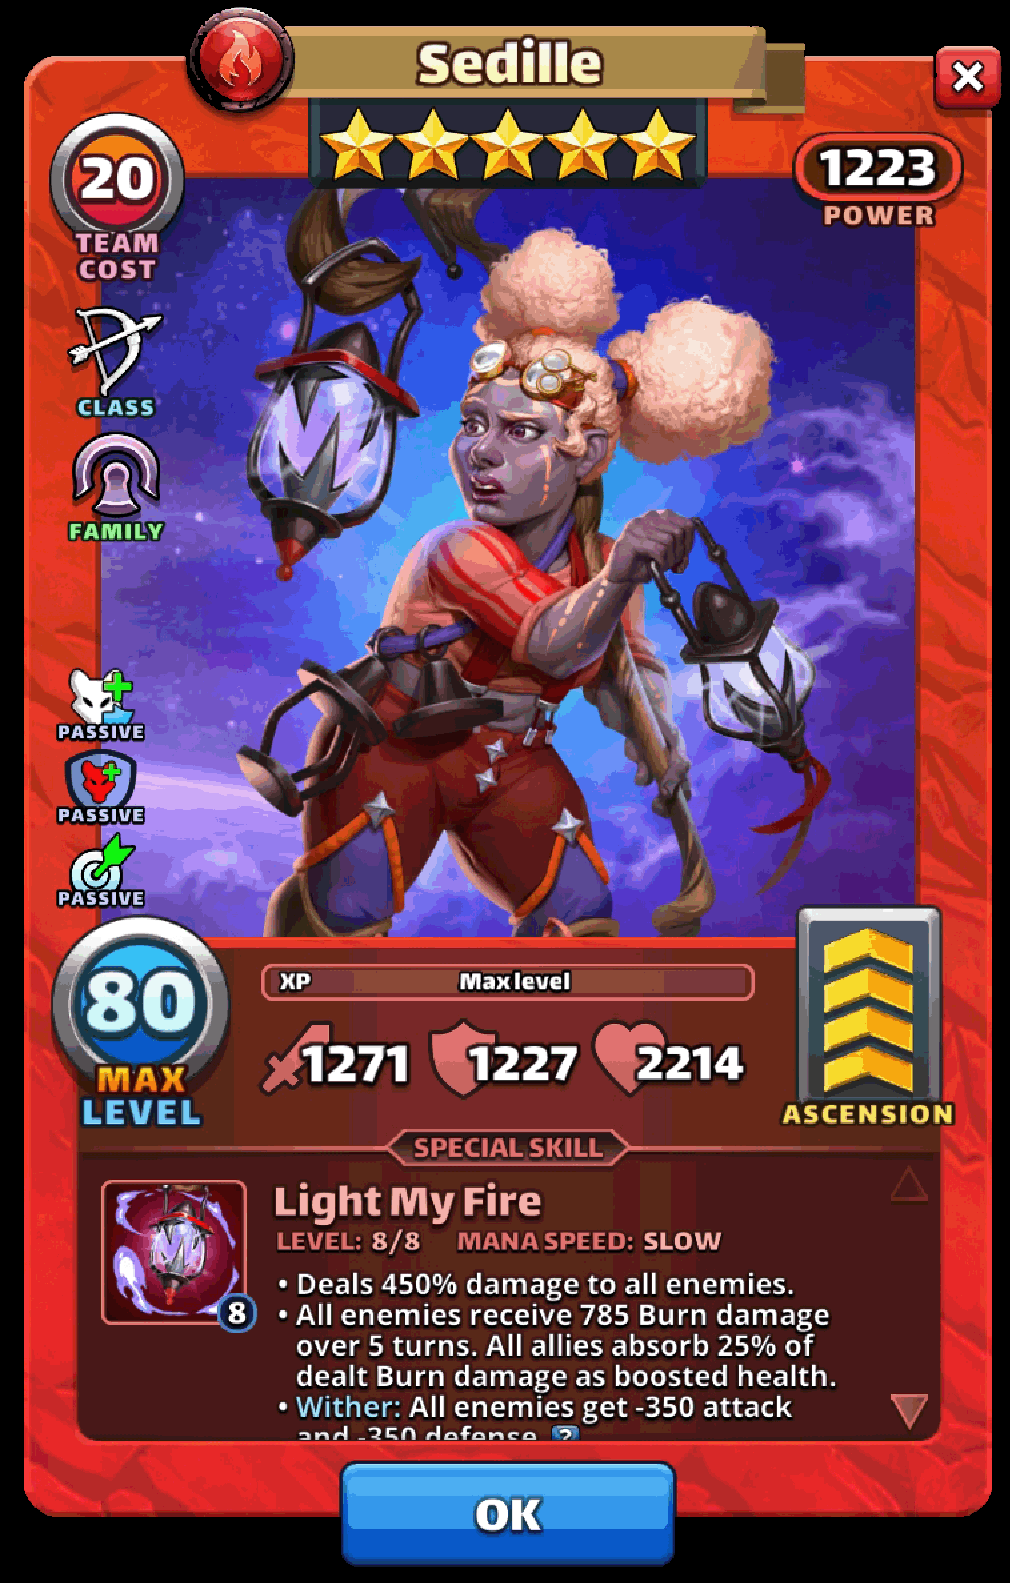 Sedille
20
TEAM
COST
1223
POWER
CLASS
FAMILY
PASSIVE
PASSIVE
PASSIVE
80
MAX
LEVEL
XP Max level
1271 1227 2214
ASCENSION
SPECIAL SKILL
Light My Fire
LEVEL: 8/8 MANA SPEED: SLOW
8
• Deals 450% damage to all enemies.
• All enemies receive 785 Burn damage
over 5 turns. All allies absorb 25% of
dealt Burn damage as boosted health.
• Wither: All enemies get -350 attack
and -350 defense. ?
OK